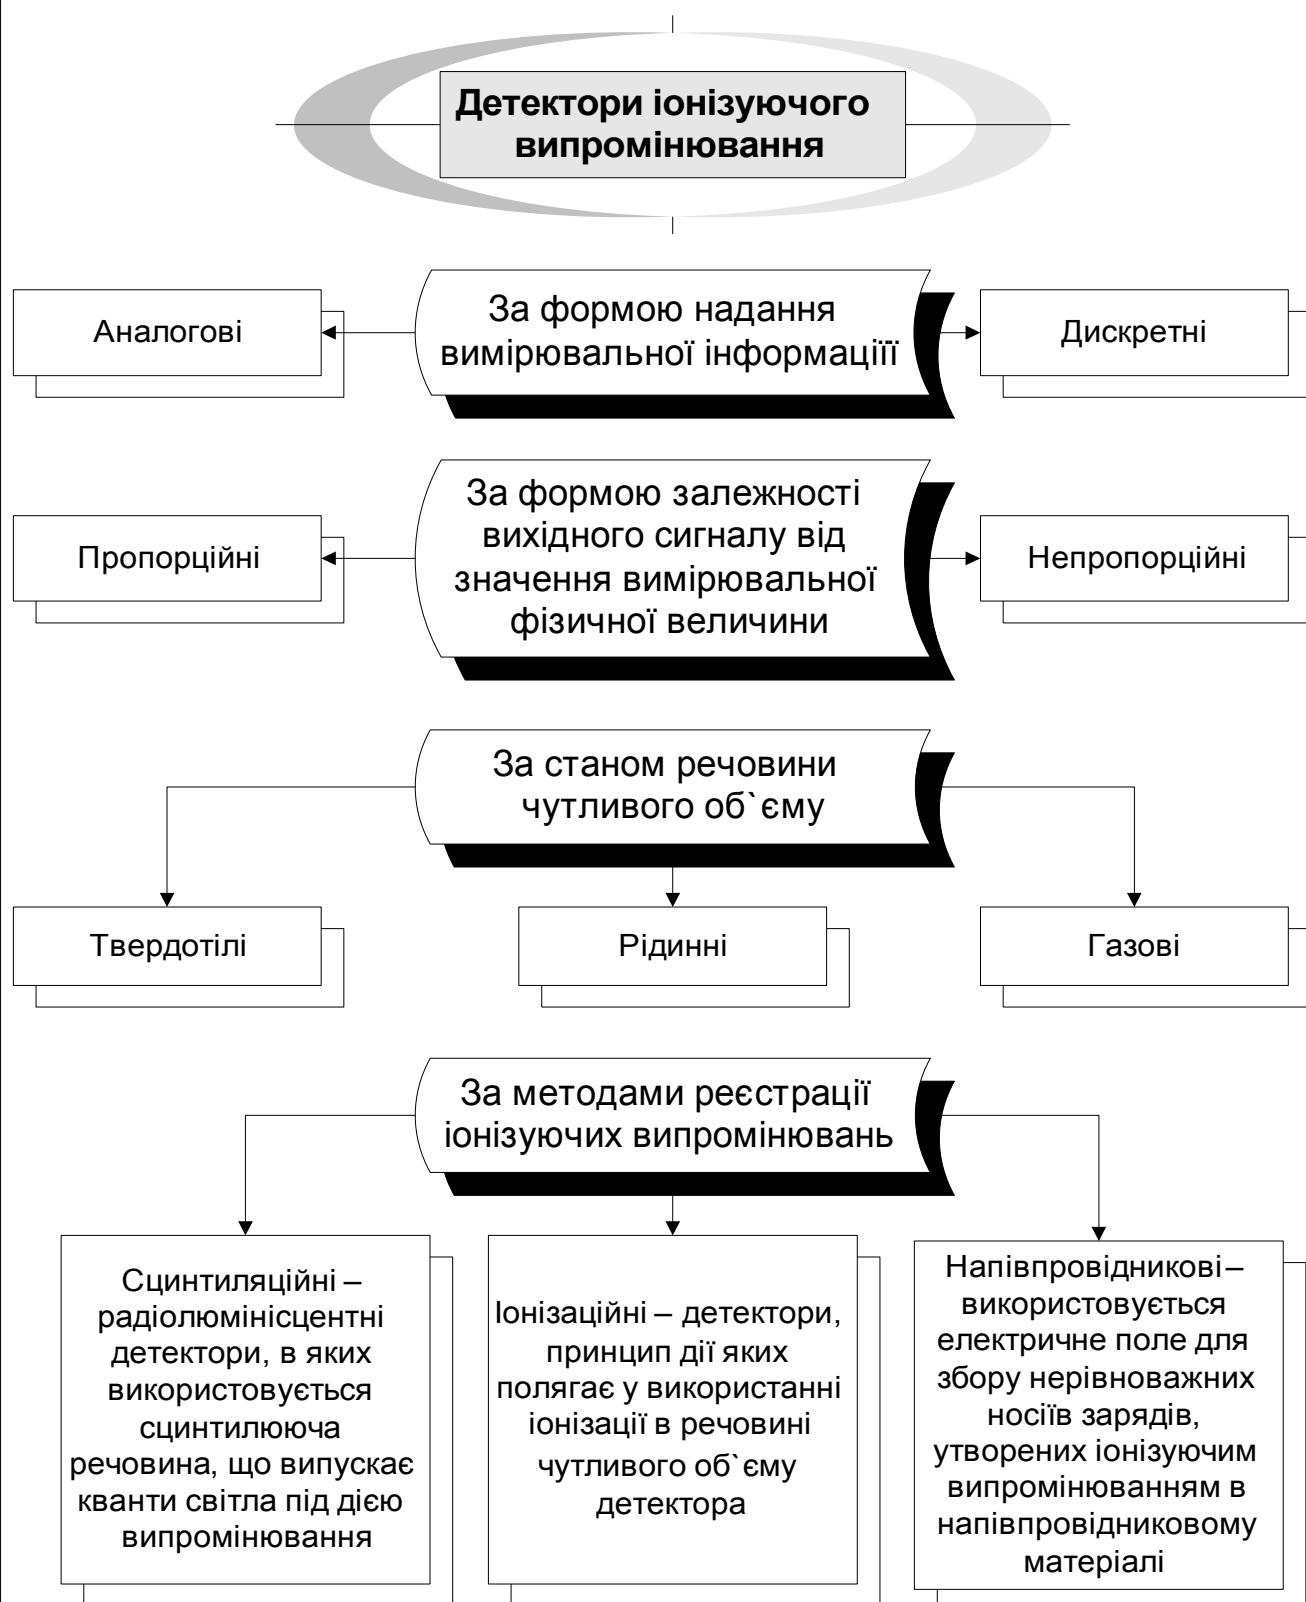 Детектори іонізуючого
випромінювання
За формою надання
вимірювальної інформаціїї
Аналогові
Дискретні
За формою залежності
вихідного сигналу від
значення вимірювальної
фізичної величини
Пропорційні
Непропорційні
За станом речовини
чутливого об`єму
Твердотілі
Рідинні
Газові
За методами реєстрації
іонізуючих випромінювань
Сцинтиляційні –
радіолюмінісцентні
детектори, в яких
використовується
сцинтилююча
речовина, що випускає
кванти світла під дією
випромінювання
Іонізаційні – детектори,
принцип дії яких
полягає у використанні
іонізації в речовині
чутливого об`єму
детектора
Напівпровідникові –
використовується
електричне поле для
збору нерівноважних
носіїв зарядів,
утворених іонізуючим
випромінюванням в
напівпровідниковому
матеріалі